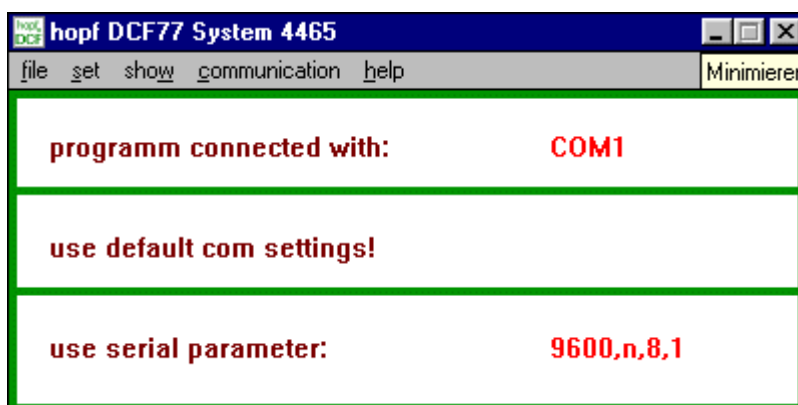 hopf DCF
hopf DCF77 System 4465
file set show communication help
Minimieren
programm connected with: COM1
use default com settings!
use serial parameter: 9600,n,8,1